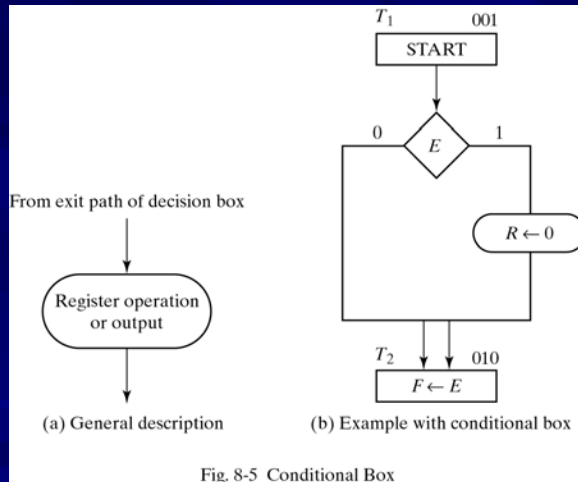 From exit path of decision box
Register operation
or output
(a) General description
T₁ 001
START
0 E 1
R ← 0
T₂ 010
F ← E
(b) Example with conditional box
Fig. 8-5 Conditional Box